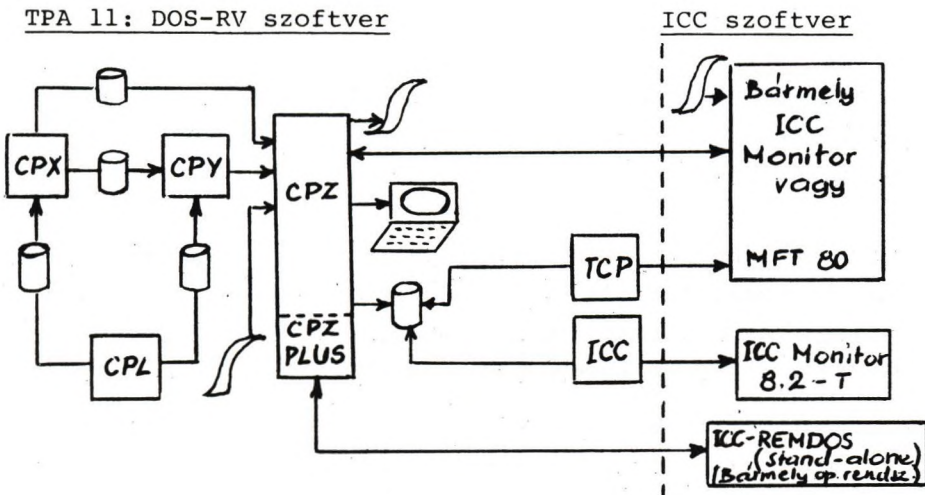 TPA 11: DOS-RV szoftver
ICC szoftver
CPX
CPY
CPZ
CPZ
PLUS
CPL
TCP
ICC
Bármely
ICC
Monitor
vagy
MFT 80
ICC Monitor
8.2-T
ICC-REMDOS
(Stand-alone)
(Bármely op. rendsz.)